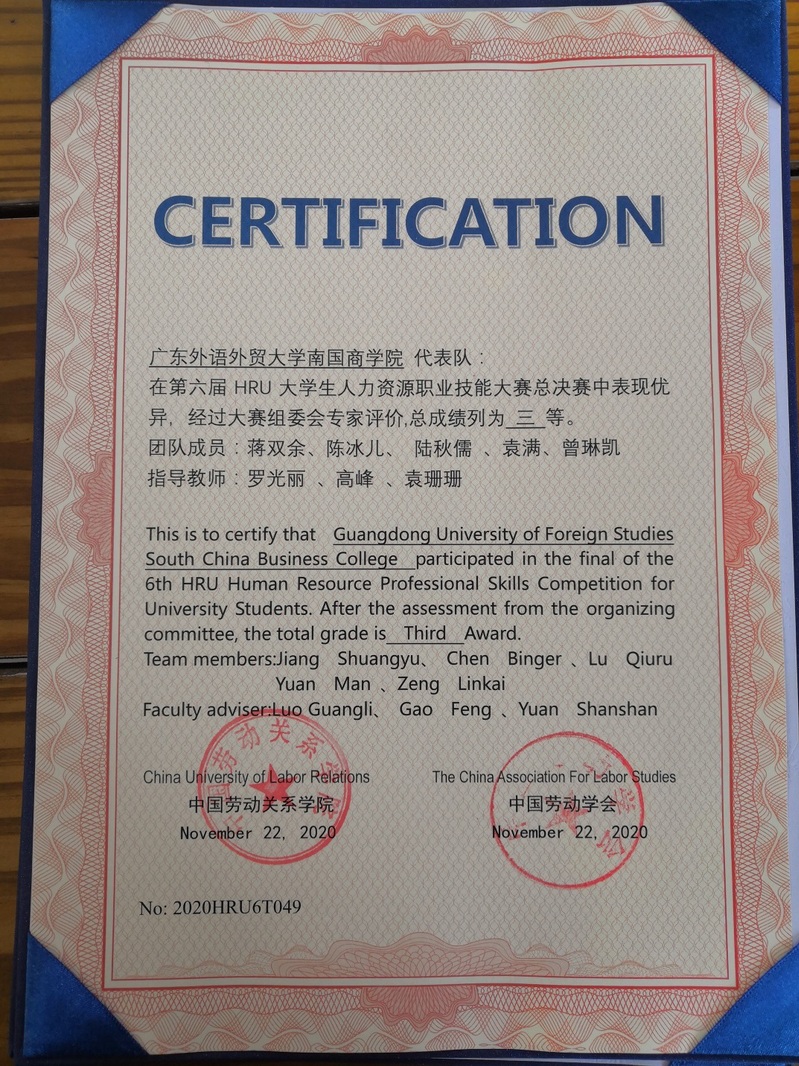 CERTIFICATION
广东外语外贸大学南国商学院 代表队：
在第六届 HRU 大学生人力资源职业技能大赛总决赛中表现优
异，经过大赛组委会专家评价,总成绩列为 三 等。
团队成员：蒋双余、陈冰儿、 陆秋儒 、袁满、曾琳凯
指导教师：罗光丽 、高峰 、袁珊珊
This is to certify that Guangdong University of Foreign Studies
South China Business College participated in the final of the
6th HRU Human Resource Professional Skills Competition for
University Students. After the assessment from the organizing
committee, the total grade is Third Award.
Team members:Jiang Shuangyu、 Chen Binger 、Lu Qiuru
Yuan Man 、Zeng Linkai
Faculty adviser:Luo Guangli、 Gao Feng 、Yuan Shanshan
China University of Labor Relations
中国劳动关系学院
November 22, 2020
The China Association For Labor Studies
中国劳动学会
November 22, 2020
No: 2020HRU6T049